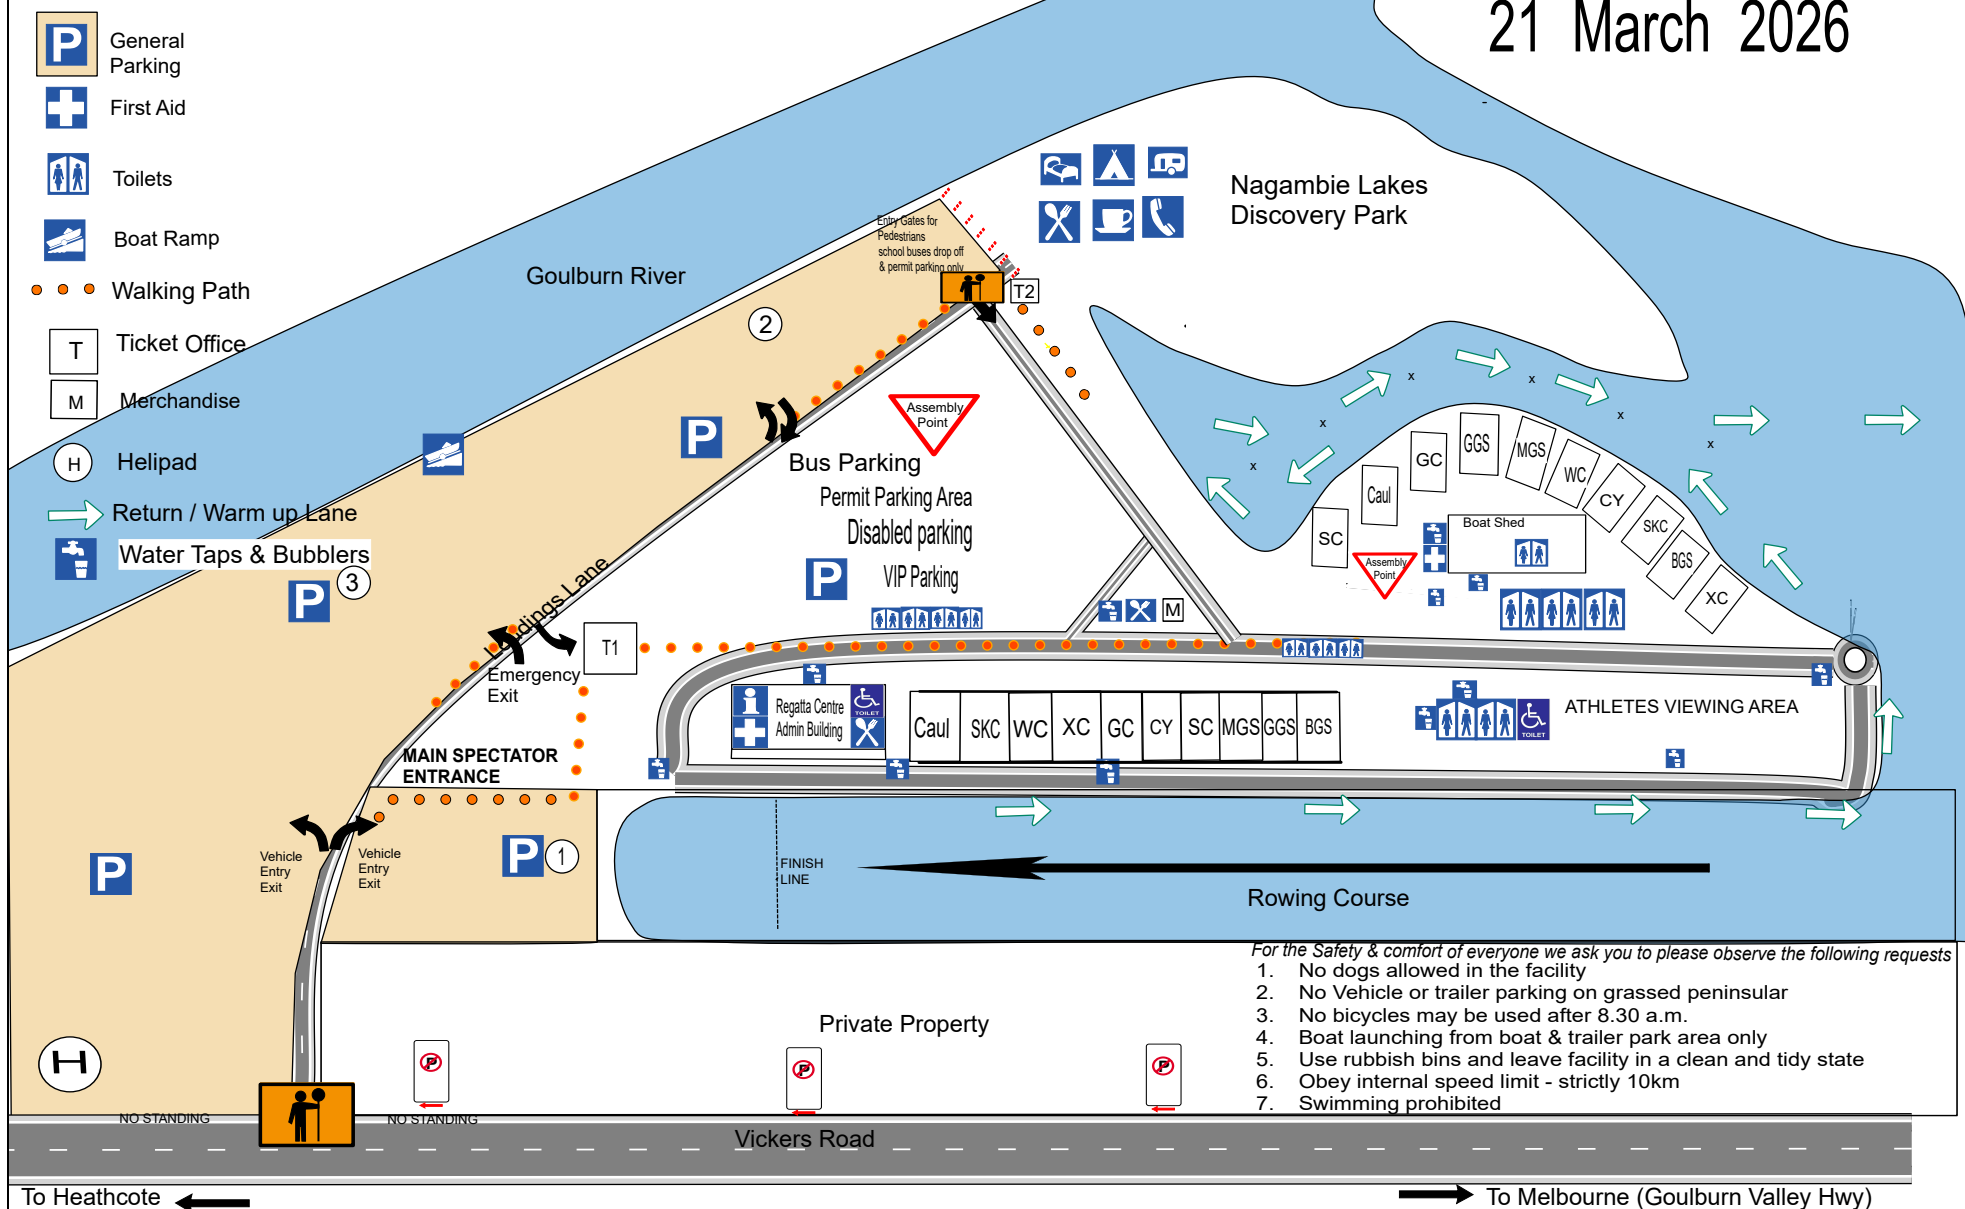 21 March 2026
P
General
Parking
First Aid
Toilets
Boat Ramp
Walking Path
T
Ticket Office
M
Merchandise
H
Helipad
Return / Warm up Lane
Water Taps & Bubblers
Goulburn River
Nagambie Lakes
Discovery Park
Entry Gates for
Pedestrians
school buses drop off
& permit parking only
T2
2
P
Assembly
Point
Bus Parking
Permit Parking Area
Disabled parking
VIP Parking
P
P
3
Landings Lane
T1
Emergency
Exit
M
x
x
x
x
x
x
SC
Caul
GC
GGS
MGS
WC
CY
SKC
BGS
XC
Boat Shed
Assembly
Point
MAIN SPECTATOR
ENTRANCE
i
Regatta Centre
Admin Building
TOILET
Caul
SKC
WC
XC
GC
CY
SC
MGS
GGS
BGS
TOILET
ATHLETES VIEWING AREA
P
Vehicle
Entry
Exit
Vehicle
Entry
Exit
P
1
FINISH
LINE
Rowing Course
For the Safety & comfort of everyone we ask you to please observe the following requests
1. No dogs allowed in the facility
2. No Vehicle or trailer parking on grassed peninsular
3. No bicycles may be used after 8.30 a.m.
4. Boat launching from boat & trailer park area only
5. Use rubbish bins and leave facility in a clean and tidy state
6. Obey internal speed limit - strictly 10km
7. Swimming prohibited
Private Property
H
P
P
P
NO STANDING
NO STANDING
Vickers Road
To Heathcote
To Melbourne (Goulburn Valley Hwy)